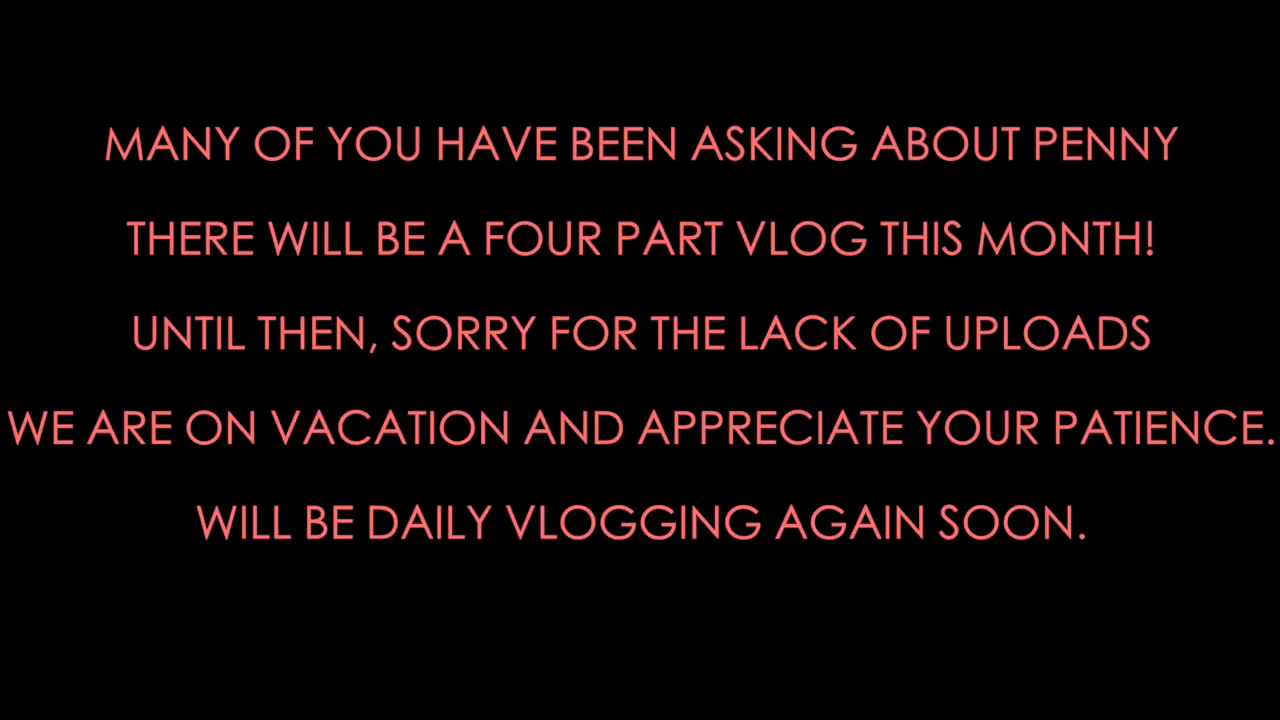 MANY OF YOU HAVE BEEN ASKING ABOUT PENNY
THERE WILL BE A FOUR PART VLOG THIS MONTH!
UNTIL THEN, SORRY FOR THE LACK OF UPLOADS
WE ARE ON VACATION AND APPRECIATE YOUR PATIENCE.
WILL BE DAILY VLOGGING AGAIN SOON.